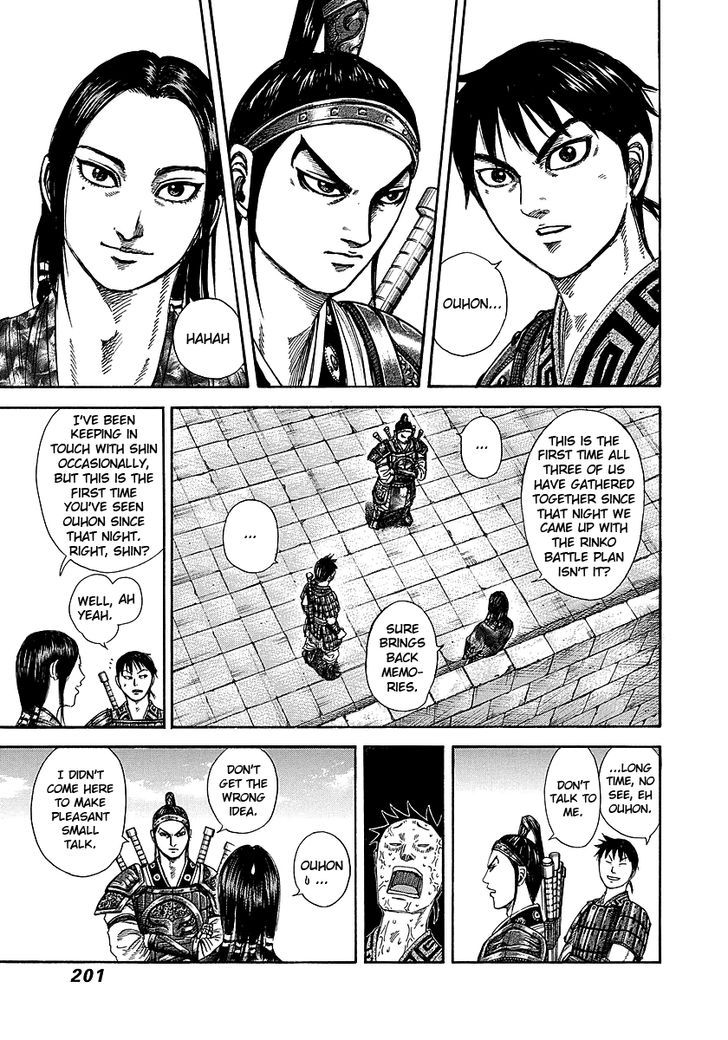 OUHON...
HAHAH
THIS IS THE
FIRST TIME ALL
THREE OF US
HAVE GATHERED
TOGETHER SINCE
THAT NIGHT WE
CAME UP WITH
THE RINKO
BATTLE PLAN
ISN'T IT?
...
...
SURE
BRINGS
BACK
MEMO-
RIES.
I'VE BEEN
KEEPING IN
TOUCH WITH SHIN
OCCASIONALLY,
BUT THIS IS THE
FIRST TIME
YOU'VE SEEN
OUHON SINCE
THAT NIGHT.
RIGHT, SHIN?
WELL, AH
YEAH.
...LONG
TIME, NO
SEE, EH
OUHON.
DON'T
TALK TO
ME.
OUHON
...
DON'T
GET THE
WRONG
IDEA.
I DIDN'T
COME HERE
TO MAKE
PLEASANT
SMALL
TALK.
201